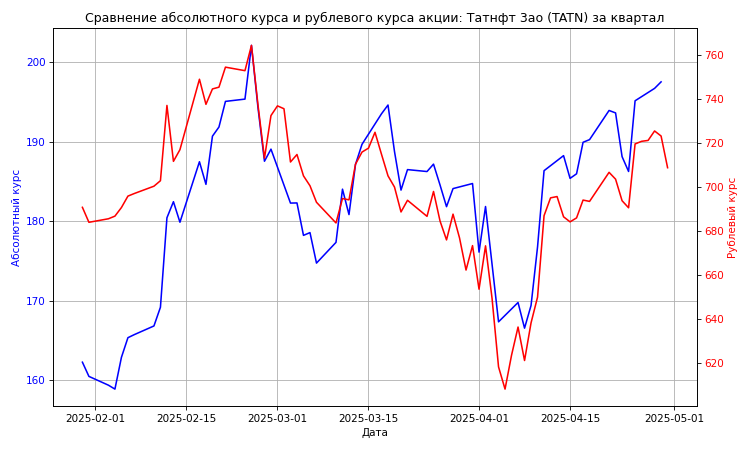 Сравнение абсолютного курса и рублевого курса акции: Татнфт 3ао (TATN) за квартал
200
190
180
170
160
Абсолютный курс
760
740
720
700
680
660
640
620
Рублевый курс
2025-02-01 2025-02-15 2025-03-01 2025-03-15 2025-04-01 2025-04-15 2025-05-01
Дата